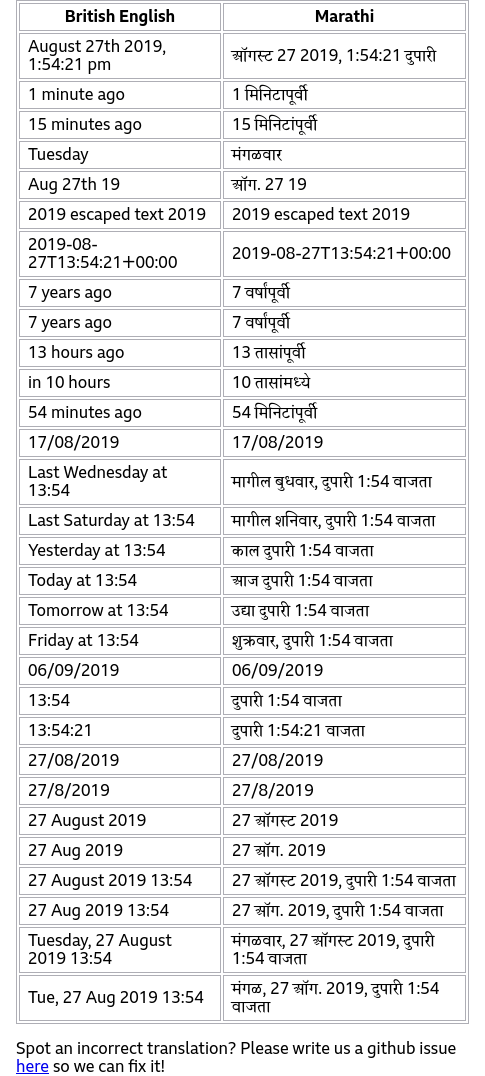 British English Marathi
August 27th 2019, 1:54:21 pm ऑगस्ट 27 2019, 1:54:21 दुपारी
1 minute ago 1 मिनिटापूर्वी
15 minutes ago 15 मिनिटांपूर्वी
Tuesday मंगळवार
Aug 27th 19 ऑग. 27 19
2019 escaped text 2019 2019 escaped text 2019
2019-08-27T13:54:21+00:00 2019-08-27T13:54:21+00:00
7 years ago 7 वर्षांपूर्वी
7 years ago 7 वर्षांपूर्वी
13 hours ago 13 तासांपूर्वी
in 10 hours 10 तासांमध्ये
54 minutes ago 54 मिनिटांपूर्वी
17/08/2019 17/08/2019
Last Wednesday at 13:54 मागील बुधवार, दुपारी 1:54 वाजता
Last Saturday at 13:54 मागील शनिवार, दुपारी 1:54 वाजता
Yesterday at 13:54 काल दुपारी 1:54 वाजता
Today at 13:54 आज दुपारी 1:54 वाजता
Tomorrow at 13:54 उद्या दुपारी 1:54 वाजता
Friday at 13:54 शुक्रवार, दुपारी 1:54 वाजता
06/09/2019 06/09/2019
13:54 दुपारी 1:54 वाजता
13:54:21 दुपारी 1:54:21 वाजता
27/08/2019 27/08/2019
27/8/2019 27/8/2019
27 August 2019 27 ऑगस्ट 2019
27 Aug 2019 27 ऑग. 2019
27 August 2019 13:54 27 ऑगस्ट 2019, दुपारी 1:54 वाजता
27 Aug 2019 13:54 27 ऑग. 2019, दुपारी 1:54 वाजता
Tuesday, 27 August 2019 13:54 मंगळवार, 27 ऑगस्ट 2019, दुपारी 1:54 वाजता
Tue, 27 Aug 2019 13:54 मंगळ, 27 ऑग. 2019, दुपारी 1:54 वाजता
Spot an incorrect translation? Please write us a github issue
here so we can fix it!